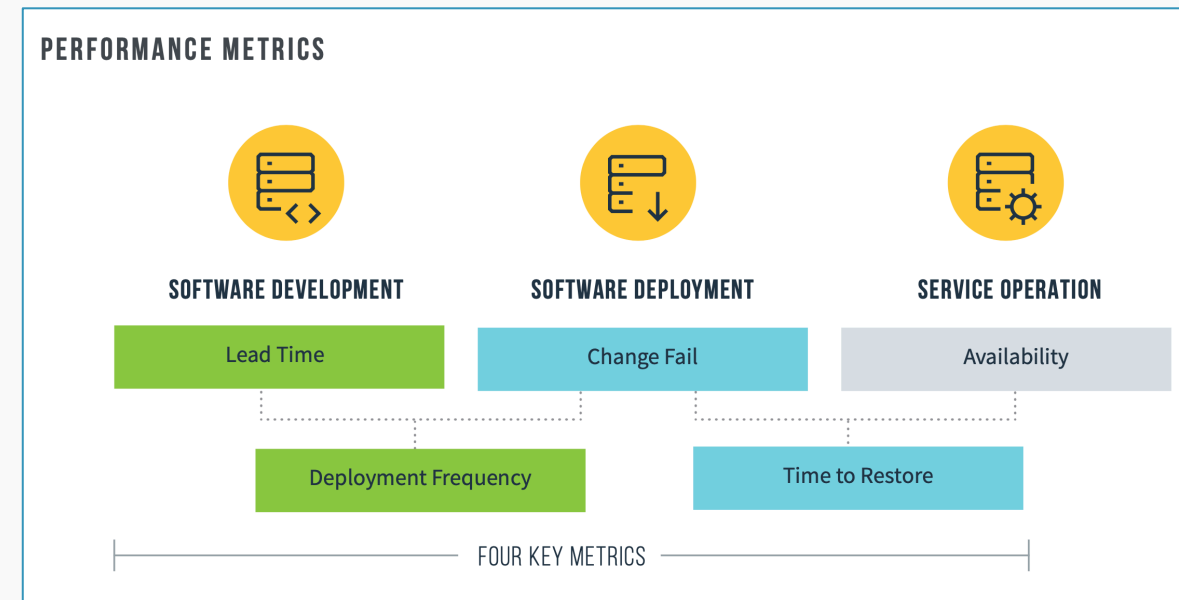 PERFORMANCE METRICS
SOFTWARE DEVELOPMENT
SOFTWARE DEPLOYMENT
SERVICE OPERATION
Lead Time
Change Fail
Availability
Deployment Frequency
Time to Restore
FOUR KEY METRICS